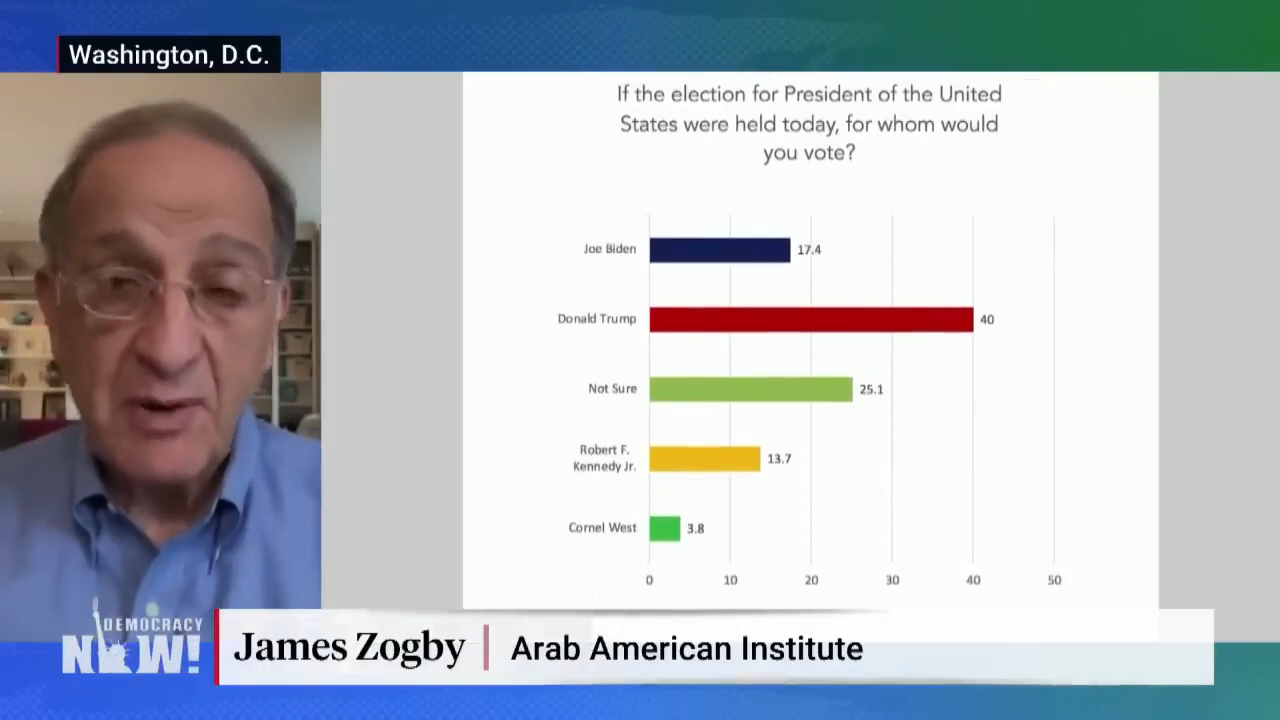 Washington, D.C.
If the election for President of the United
States were held today, for whom would
you vote?
Joe Biden
17.4
Donald Trump
40
Not Sure
25.1
Robert F.
Kennedy Jr.
13.7
Cornel West
3.8
0 10 20 30 40 50
DEMOCRACY
NOW!
James Zogby | Arab American Institute